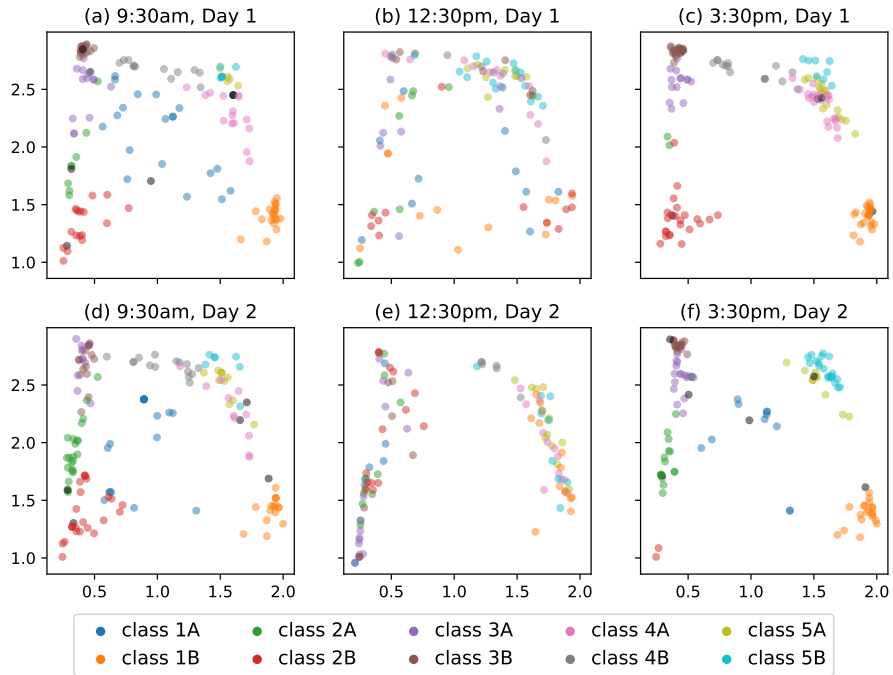 (a) 9:30am, Day 1
(b) 12:30pm, Day 1
(c) 3:30pm, Day 1
2.5
2.0
1.5
1.0
(d) 9:30am, Day 2
(e) 12:30pm, Day 2
(f) 3:30pm, Day 2
2.5
2.0
1.5
1.0
0.5 1.0 1.5 2.0
0.5 1.0 1.5 2.0
0.5 1.0 1.5 2.0
class 1A class 2A class 3A class 4A class 5A
class 1B class 2B class 3B class 4B class 5B